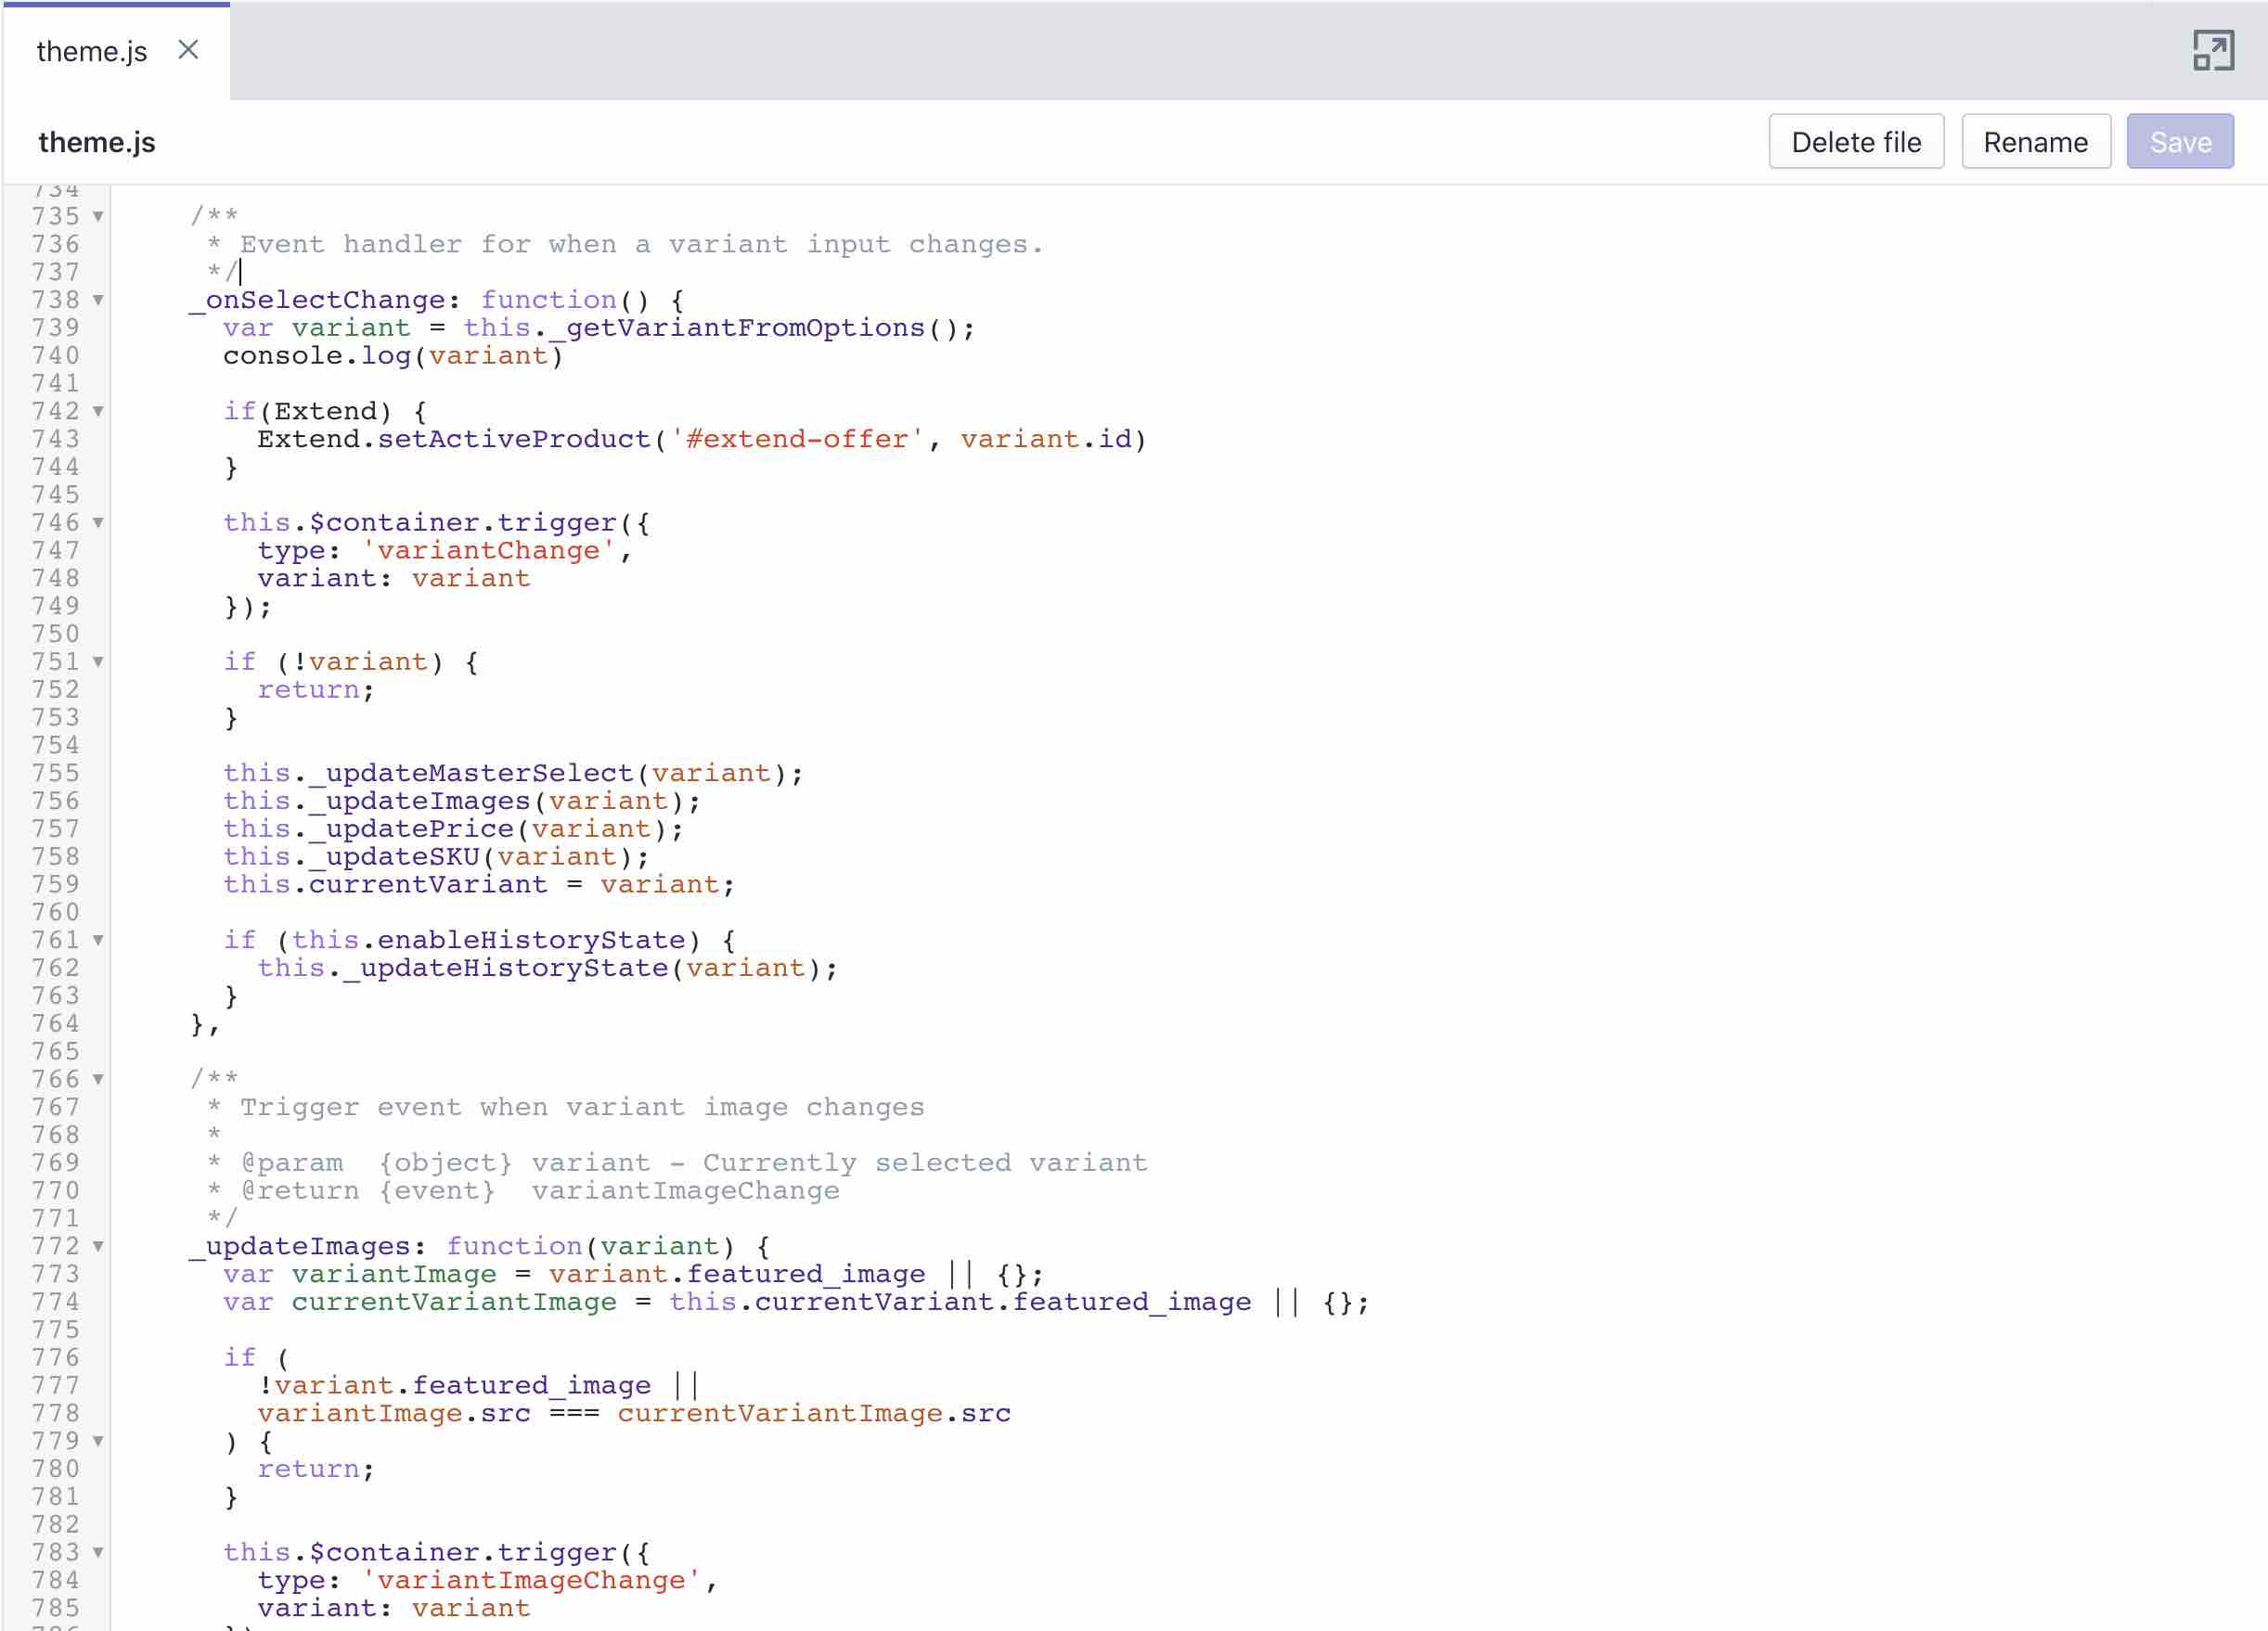 theme.js
theme.js
Delete file Rename Save
734
735 /**
736 * Event handler for when a variant input changes.
737 */
738 _onSelectChange: function() {
739 var variant = this._getVariantFromOptions();
740 console.log(variant)
741
742 if(Extend) {
743 Extend.setActiveProduct('#extend-offer', variant.id)
744 }
745
746 this.$container.trigger({
747 type: 'variantChange',
748 variant: variant
749 });
750
751 if (!variant) {
752 return;
753 }
754
755 this._updateMasterSelect(variant);
756 this._updateImages(variant);
757 this._updatePrice(variant);
758 this._updateSKU(variant);
759 this.currentVariant = variant;
760
761 if (this.enableHistoryState) {
762 this._updateHistoryState(variant);
763 }
764 },
765
766 /**
767 * Trigger event when variant image changes
768 *
769 * @param {object} variant - Currently selected variant
770 * @return {event} variantImageChange
771 */
772 _updateImages: function(variant) {
773 var variantImage = variant.featured_image || {};
774 var currentVariantImage = this.currentVariant.featured_image || {};
775
776 if (
777 !variant.featured_image ||
778 variantImage.src === currentVariantImage.src
779 ) {
780 return;
781 }
782
783 this.$container.trigger({
784 type: 'variantImageChange',
785 variant: variant